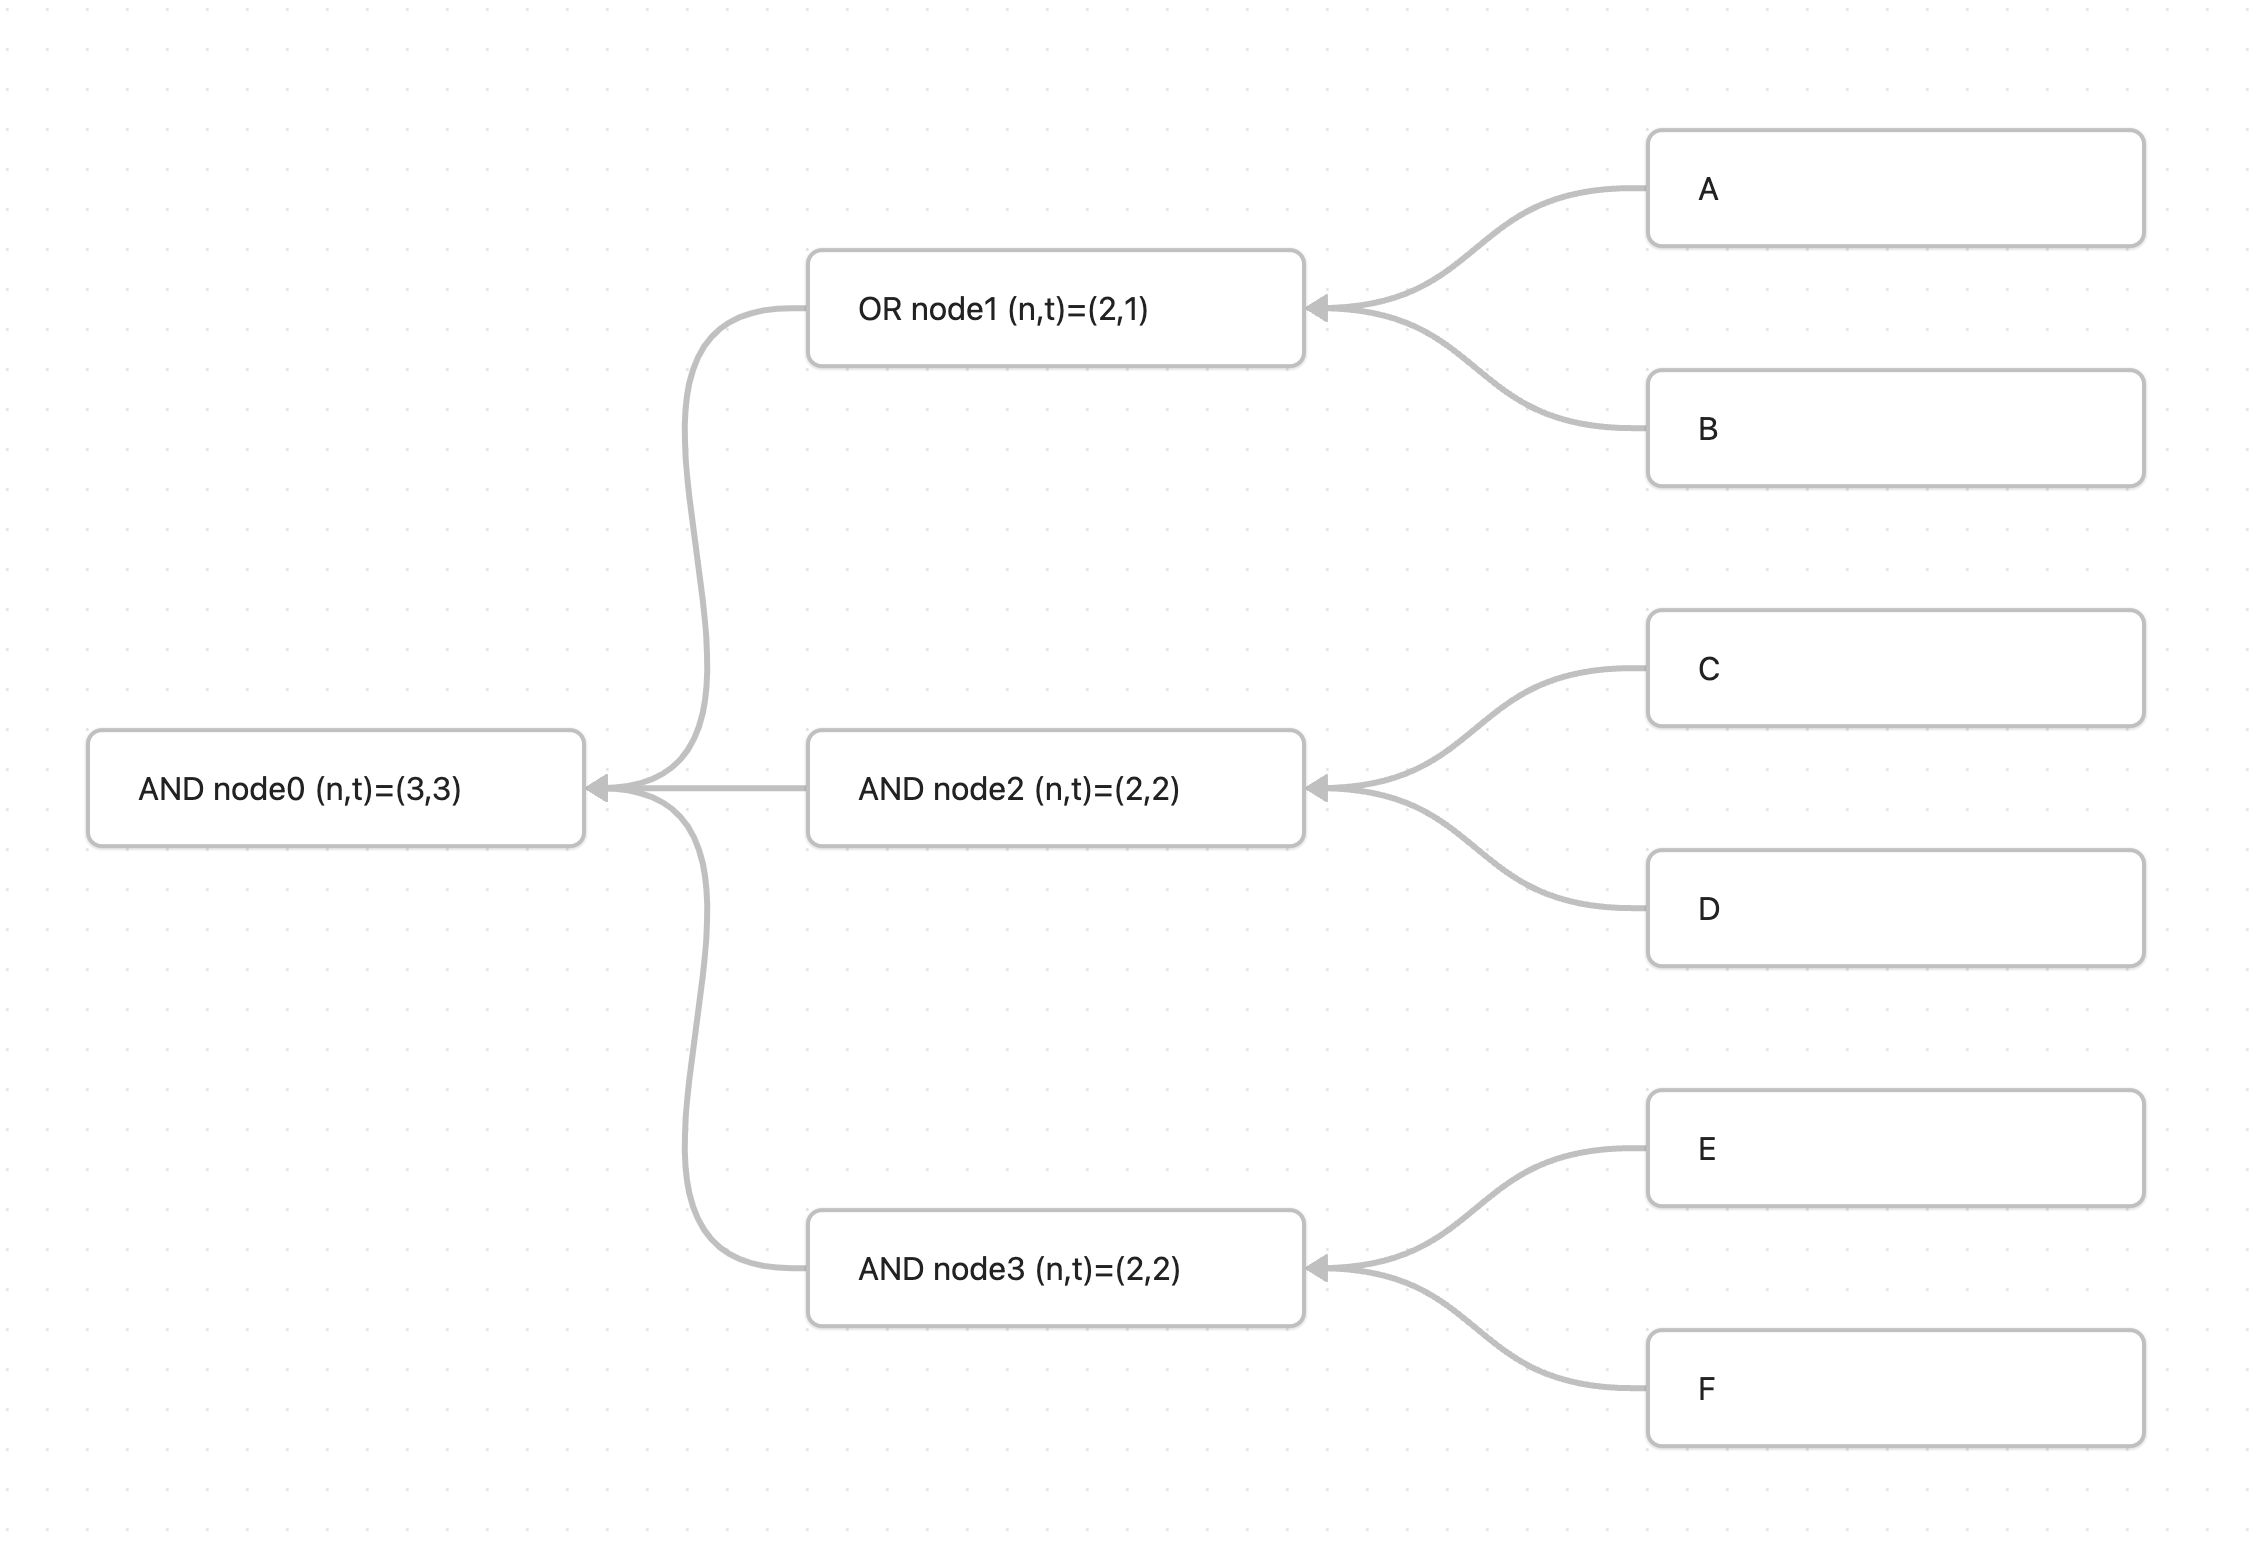 AND node0 (n,t)=(3,3)
OR node1 (n,t)=(2,1)
AND node2 (n,t)=(2,2)
AND node3 (n,t)=(2,2)
A
B
C
D
E
F